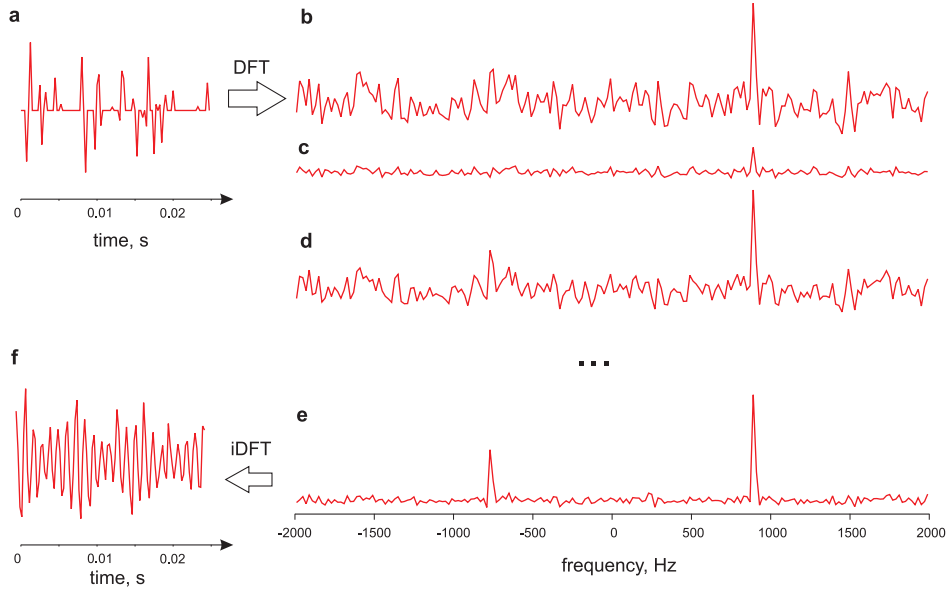 a
b
DFT
c
0
0.01
0.02
time, s
d
f
...
e
iDFT
-2000 -1500 -1000 -500 0 500 1000 1500 2000
0
0.01
0.02
time, s
frequency, Hz